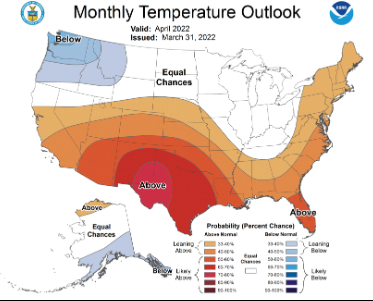 Monthly Temperature Outlook
Valid: April 2022
Issued: March 31, 2022
Below
Equal
Chances
Above
Above
Above
Equal
Chances
Below
Probability (Percent Chance)
Above Normal
Below Normal
Leaning
Above
Likely
Above
Equal
Chances
Leaning
Below
Likely
Below
33-40%
40-50%
50-60%
60-70%
70-80%
80-90%
90-100%
33-40%
40-50%
50-60%
60-70%
70-80%
80-90%
90-100%